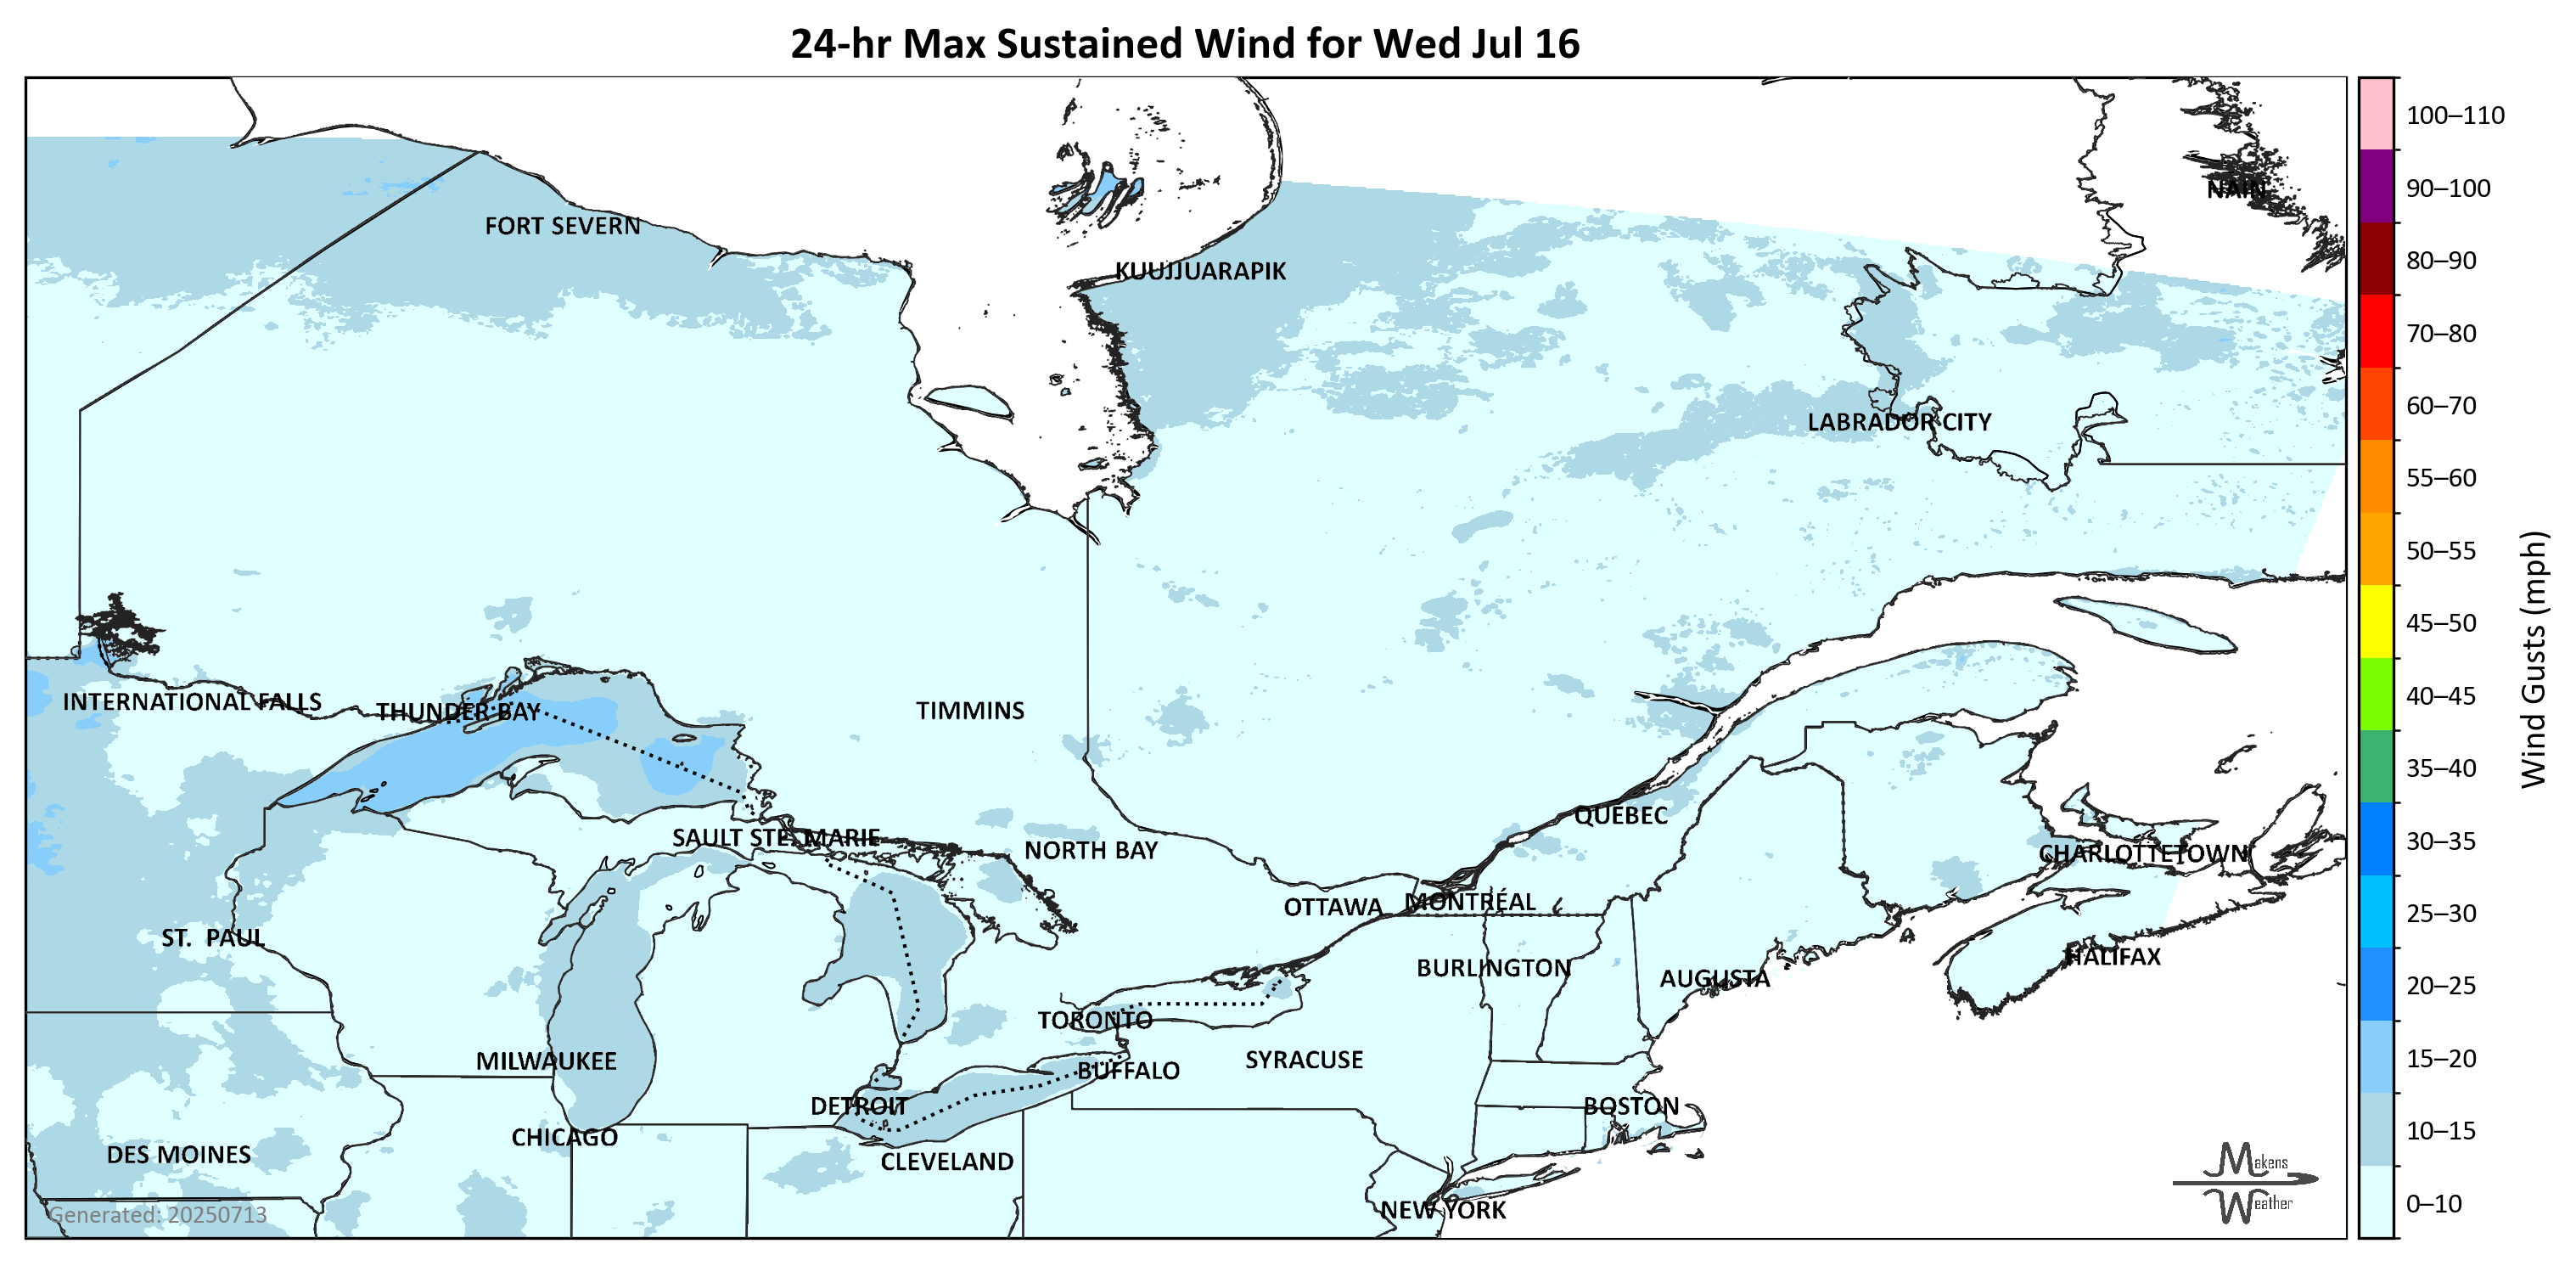 24-hr Max Sustained Wind for Wed Jul 16
100–110
90–100
80–90
70–80
60–70
55–60
50–55
45–50
40–45
35–40
30–35
25–30
20–25
15–20
10–15
0–10
Wind Gusts (mph)
NAIN
FORT SEVERN
KUUJJUARAPIK
LABRADOR CITY
INTERNATIONAL FALLS
THUNDER BAY
TIMMINS
QUÉBEC
SAULT STE. MARIE
NORTH BAY
CHARLOTTETOWN
OTTAWA
MONTRÉAL
ST. PAUL
HALIFAX
BURLINGTON
AUGUSTA
TORONTO
MILWAUKEE
SYRACUSE
BUFFALO
DETROIT
BOSTON
CHICAGO
DES MOINES
CLEVELAND
NEW YORK
Generated: 20250713
Makens
Weather